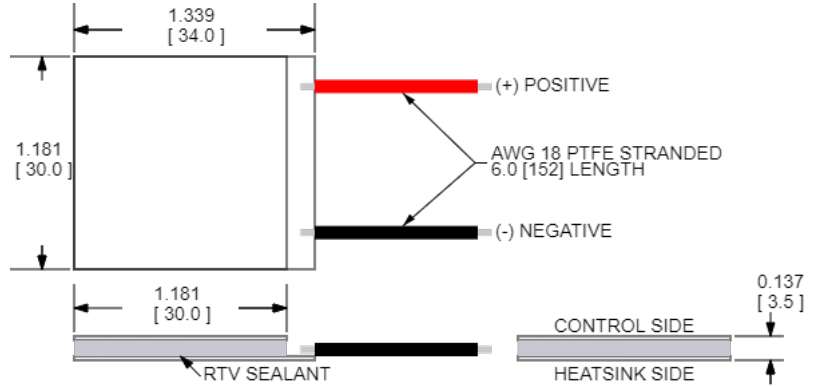 1.339
[ 34.0 ]
(+) POSITIVE
1.181
[ 30.0 ]
AWG 18 PTFE STRANDED
6.0 [152] LENGTH
(-) NEGATIVE
1.181
[ 30.0 ]
0.137
[ 3.5 ]
CONTROL SIDE
RTV SEALANT
HEATSINK SIDE